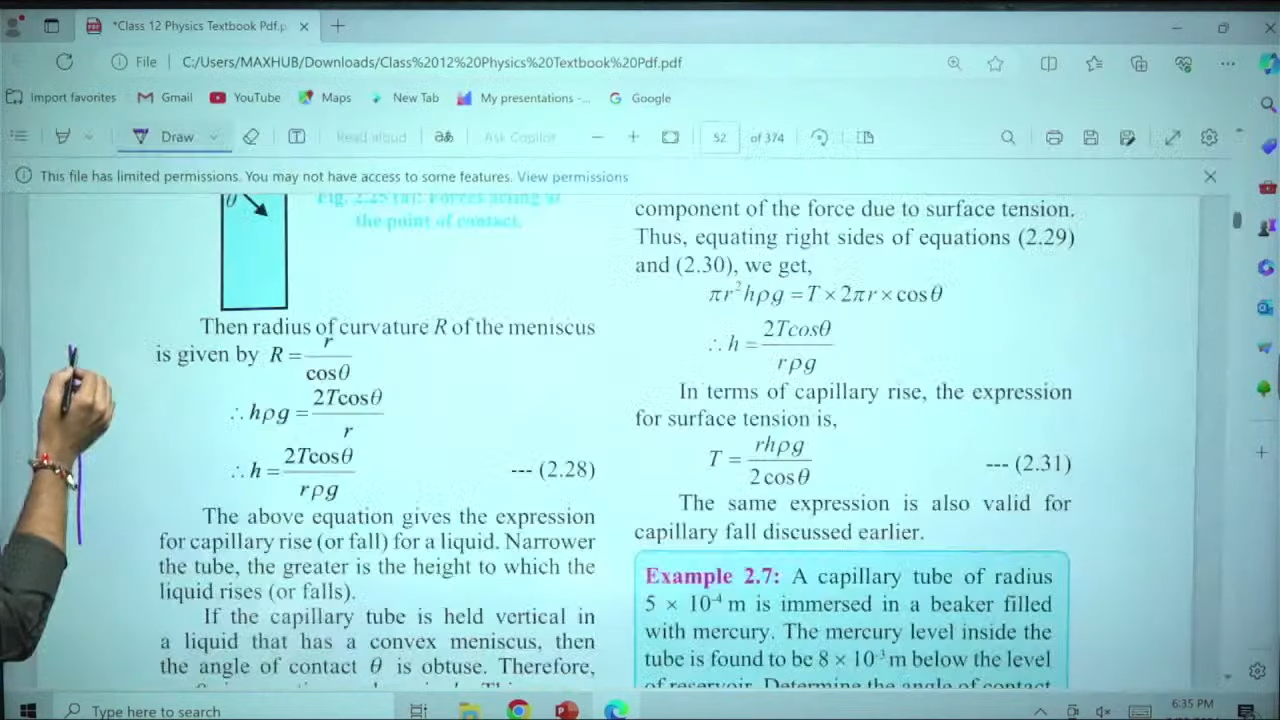 *Class 12 Physics Textbook Pdf.p
File
C:/Users/MAXHUB/Downloads/Class%2012%20Physics%20Textbook%20Pdf.pdf
Import favorites
Gmail
YouTube
Maps
New Tab
My presentations -...
Google
Draw
Read aloud
aあ
Ask Copilot
52
of 374
This file has limited permissions. You may not have access to some features. View permissions
θ
Fig. 2.25 (a): Forces acting at
the point of contact.
Then radius of curvature R of the meniscus
is given by R = r / cosθ
∴ hρg = 2Tcosθ / r
∴ h = 2Tcosθ / rρg --- (2.28)
The above equation gives the expression
for capillary rise (or fall) for a liquid. Narrower
the tube, the greater is the height to which the
liquid rises (or falls).
If the capillary tube is held vertical in
a liquid that has a convex meniscus, then
the angle of contact θ is obtuse. Therefore,
component of the force due to surface tension.
Thus, equating right sides of equations (2.29)
and (2.30), we get,
πr²hρg = T × 2πr × cosθ
∴ h = 2Tcosθ / rρg
In terms of capillary rise, the expression
for surface tension is,
T = rhρg / 2 cosθ --- (2.31)
The same expression is also valid for
capillary fall discussed earlier.
Example 2.7: A capillary tube of radius
5 × 10⁻⁴ m is immersed in a beaker filled
with mercury. The mercury level inside the
tube is found to be 8 × 10⁻³ m below the level
of reservoir. Determine the angle of contact
Type here to search
6:35 PM